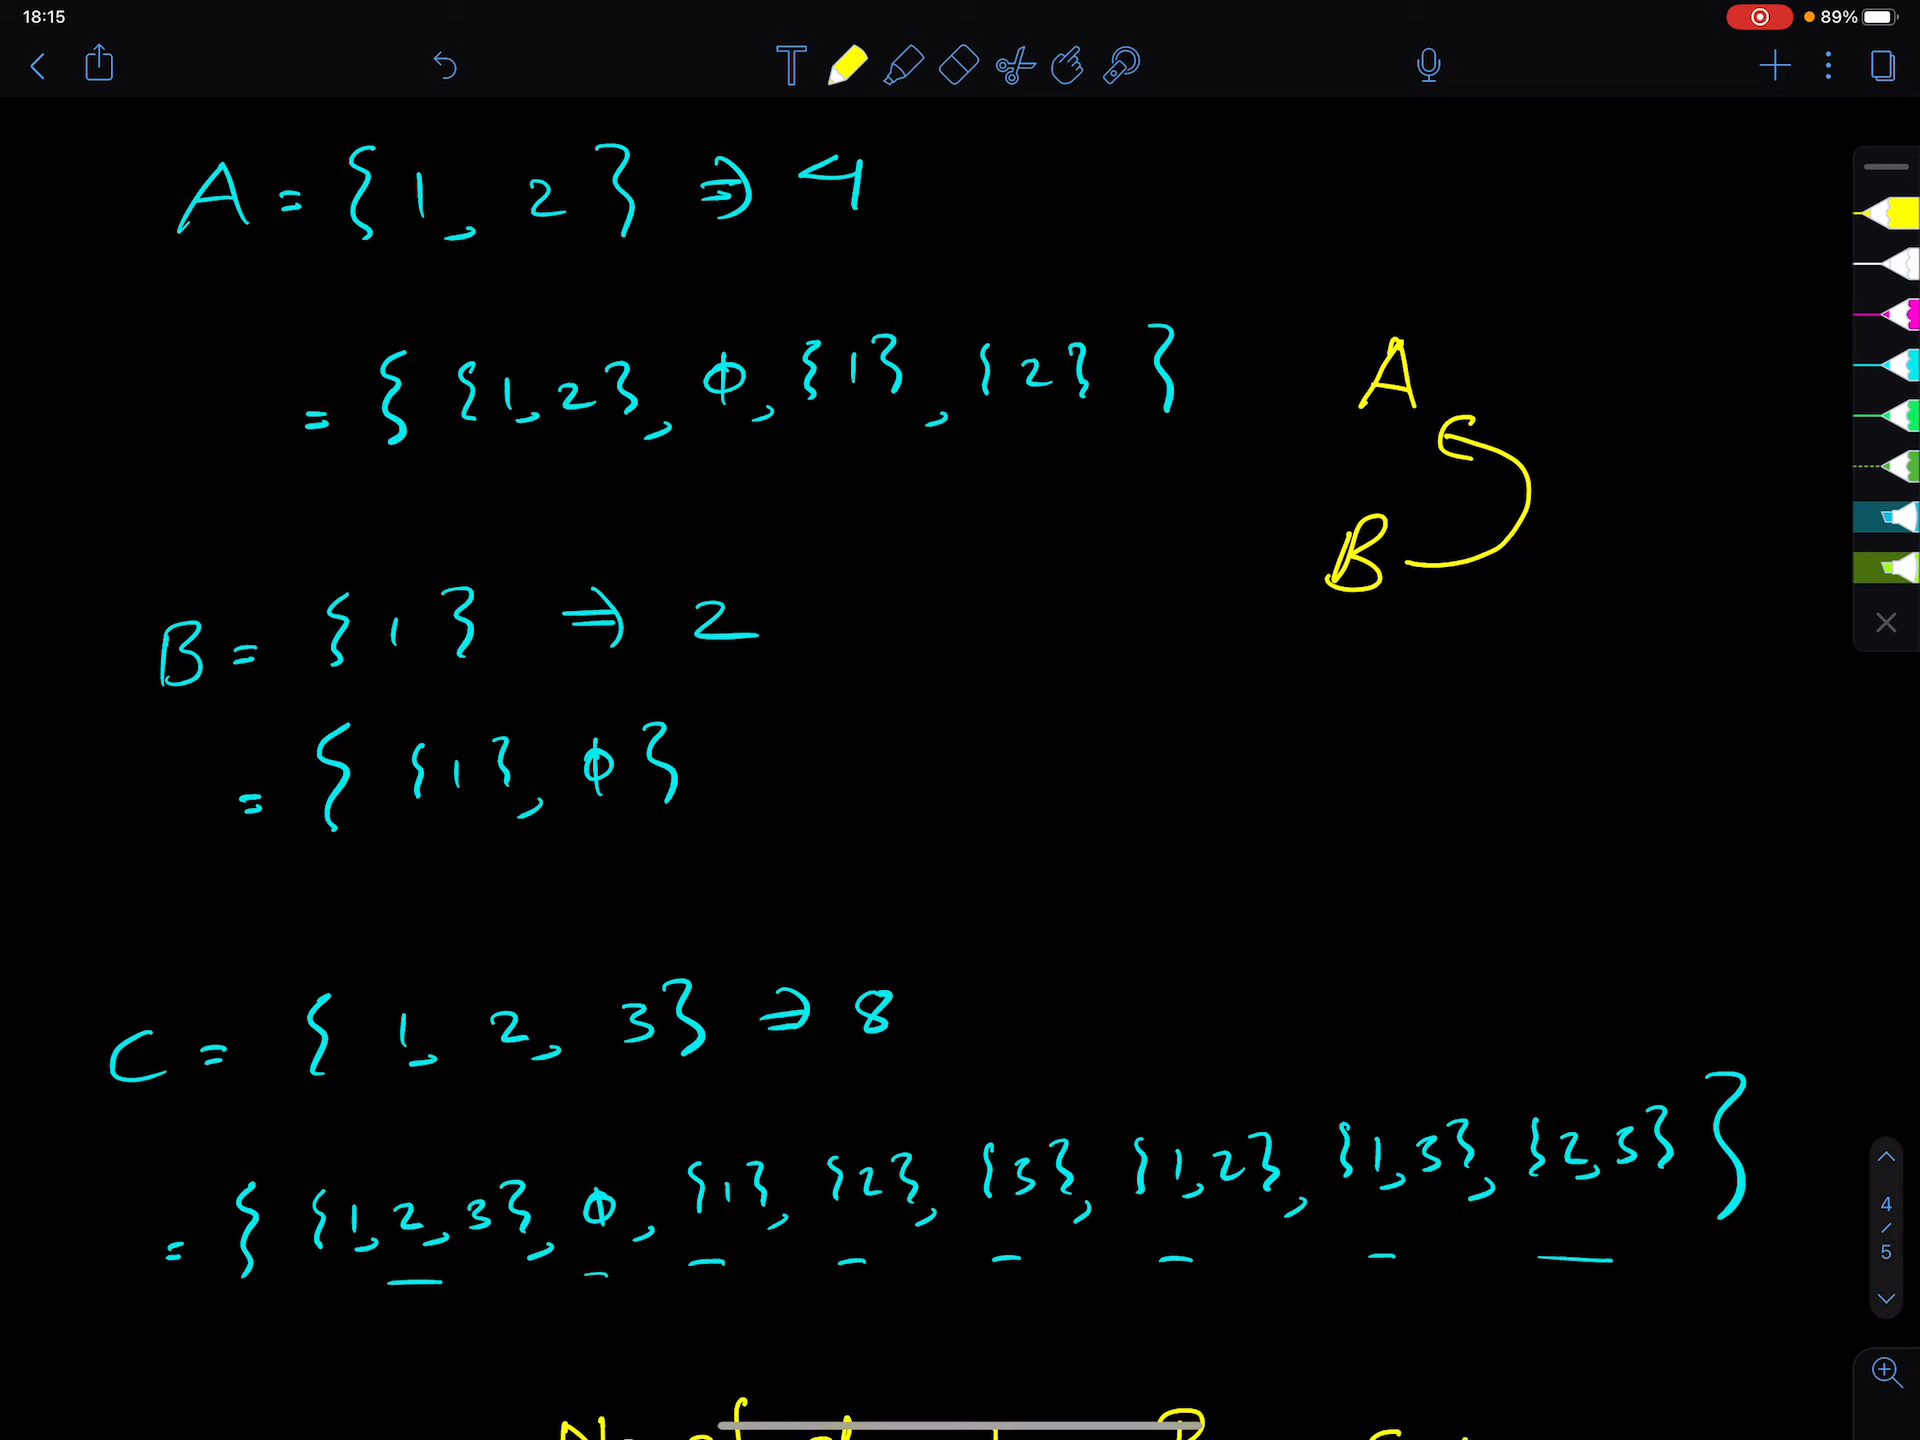 18:15
89%
A = {1, 2} ⇒ 4
= { {1,2}, ϕ, {1}, {2} }
A
B
B = {1} ⇒ 2
= { {1}, ϕ}
C = { 1, 2, 3} ⇒ 8
= { {1,2,3}, ϕ, {1}, {2}, {3}, {1,2}, {1,3}, {2,3} }
4
/
5